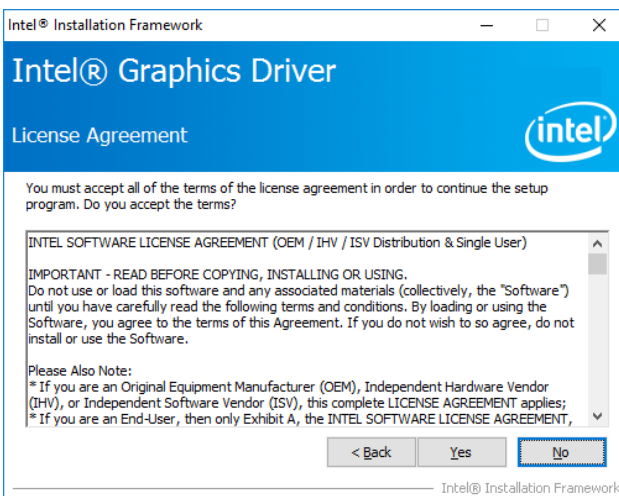 Intel® Installation Framework
Intel® Graphics Driver
License Agreement
intel
You must accept all of the terms of the license agreement in order to continue the setup
program. Do you accept the terms?
INTEL SOFTWARE LICENSE AGREEMENT (OEM / IHV / ISV Distribution & Single User)
IMPORTANT - READ BEFORE COPYING, INSTALLING OR USING.
Do not use or load this software and any associated materials (collectively, the "Software")
until you have carefully read the following terms and conditions. By loading or using the
Software, you agree to the terms of this Agreement. If you do not wish to so agree, do not
install or use the Software.
Please Also Note:
* If you are an Original Equipment Manufacturer (OEM), Independent Hardware Vendor
(IHV), or Independent Software Vendor (ISV), this complete LICENSE AGREEMENT applies;
* If you are an End-User, then only Exhibit A, the INTEL SOFTWARE LICENSE AGREEMENT,
< Back Yes No
Intel® Installation Framework